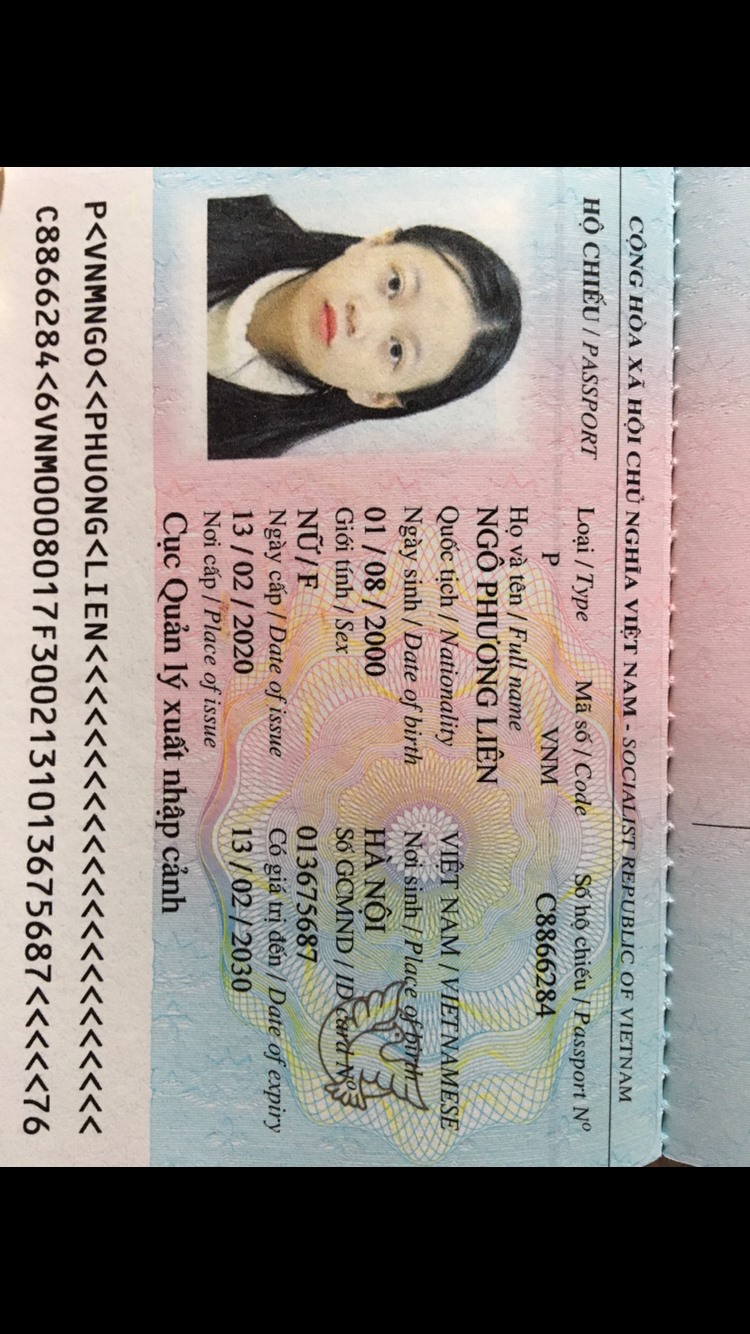 CỘNG HÒA XÃ HỘI CHỦ NGHĨA VIỆT NAM - SOCIALIST REPUBLIC OF VIETNAM
HỘ CHIẾU / PASSPORT
Loại / Type Mã số / Code Số hộ chiếu / Passport Nº
P VNM C8866284
Họ và tên / Full name
NGÔ PHƯƠNG LIÊN
Quốc tịch / Nationality VIỆT NAM / VIETNAMESE
Ngày sinh / Date of birth Nơi sinh / Place of birth
01 / 08 / 2000 HÀ NỘI
Giới tính / Sex Số GCMND / ID card Nº
NỮ / F 013675687
Ngày cấp / Date of issue Có giá trị đến / Date of expiry
13 / 02 / 2020 13 / 02 / 2030
Nơi cấp / Place of issue
Cục Quản lý xuất nhập cảnh
P<VNMNGO<<PHUONG<LIEN<<<<<<<<<<<<<<<<<<<<<<<
C8866284<6VNM0008017F3002131013675687<<<<<76